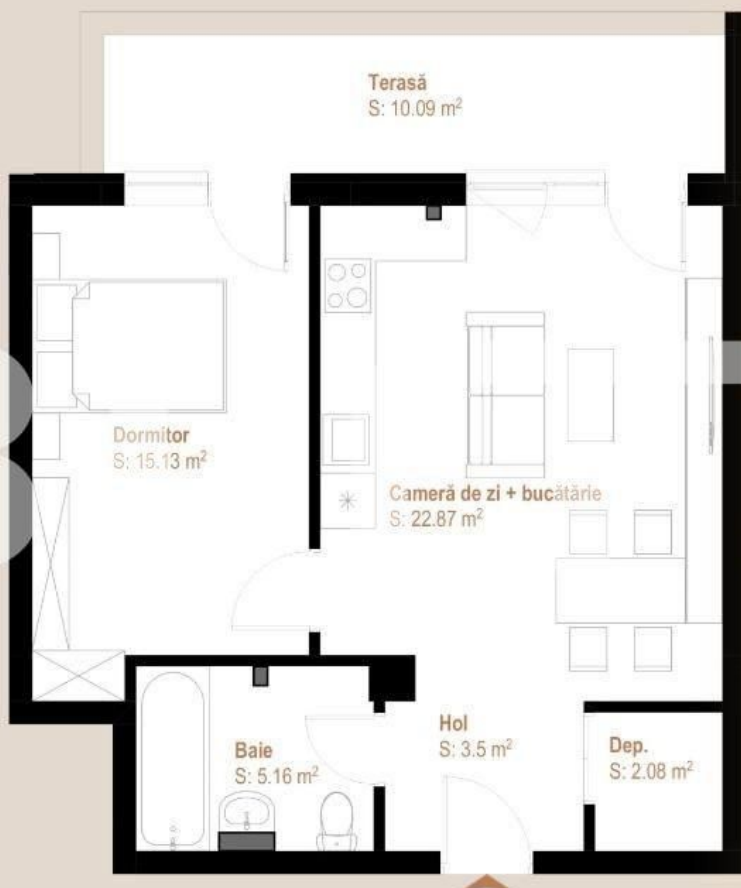 Terasă
S: 10.09 m²
Dormitor
S: 15.13 m²
Cameră de zi + bucătărie
S: 22.87 m²
Baie
S: 5.16 m²
Hol
S: 3.5 m²
Dep.
S: 2.08 m²